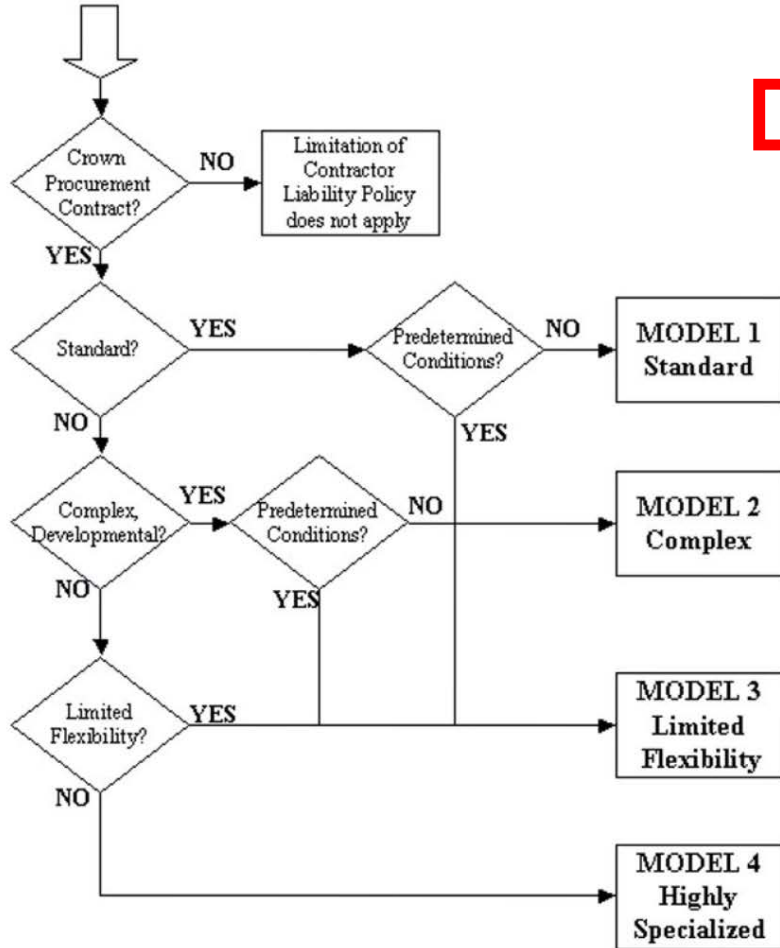 Crown
Procurement
Contract?
NO
Limitation of
Contractor
Liability Policy
does not apply
YES
Standard?
YES
Predetermined
Conditions?
NO
MODEL 1
Standard
NO
YES
Complex,
Developmental?
YES
Predetermined
Conditions?
NO
MODEL 2
Complex
NO
YES
Limited
Flexibility?
YES
MODEL 3
Limited
Flexibility
NO
MODEL 4
Highly
Specialized